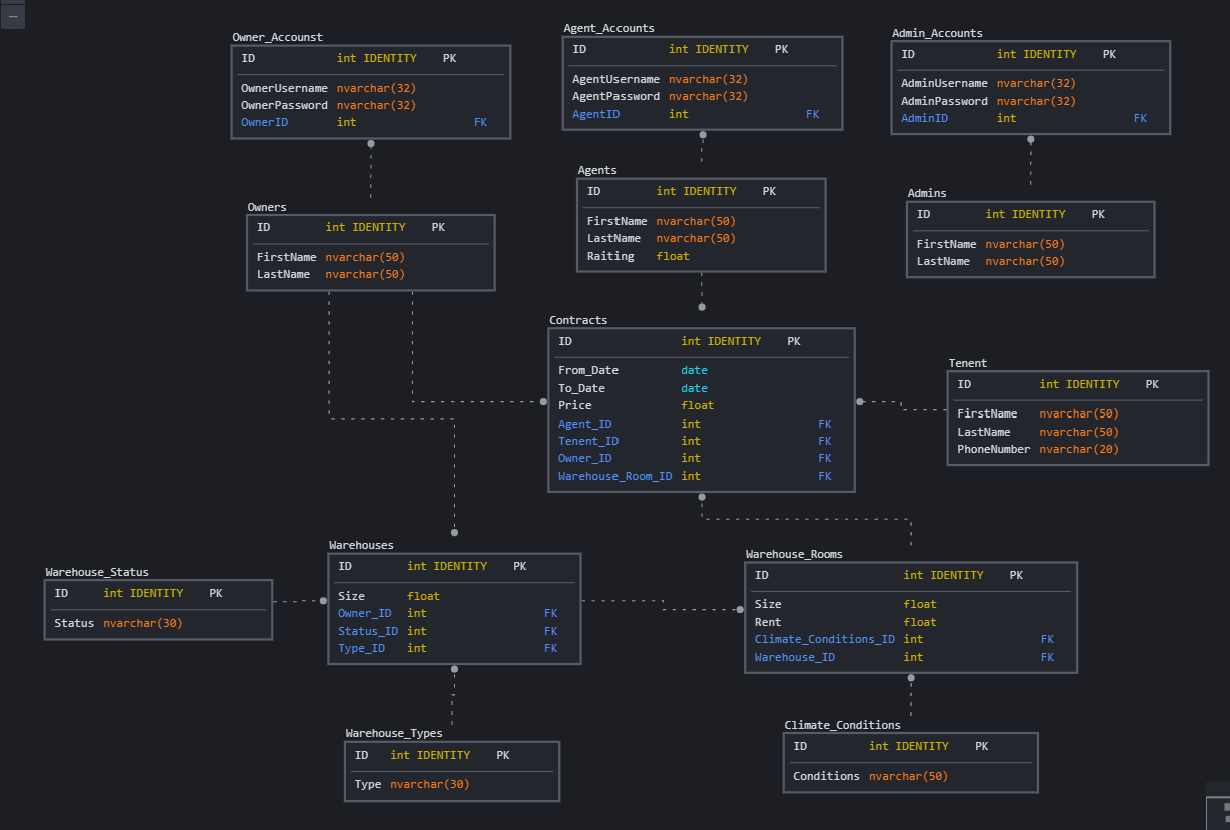 Owner_Accounst
ID int IDENTITY PK
OwnerUsername nvarchar(32)
OwnerPassword nvarchar(32)
OwnerID int FK
Agent_Accounts
ID int IDENTITY PK
AgentUsername nvarchar(32)
AgentPassword nvarchar(32)
AgentID int FK
Admin_Accounts
ID int IDENTITY PK
AdminUsername nvarchar(32)
AdminPassword nvarchar(32)
AdminID int FK
Owners
ID int IDENTITY PK
FirstName nvarchar(50)
LastName nvarchar(50)
Agents
ID int IDENTITY PK
FirstName nvarchar(50)
LastName nvarchar(50)
Raiting float
Admins
ID int IDENTITY PK
FirstName nvarchar(50)
LastName nvarchar(50)
Contracts
ID int IDENTITY PK
From_Date date
To_Date date
Price float
Agent_ID int FK
Tenent_ID int FK
Owner_ID int FK
Warehouse_Room_ID int FK
Tenent
ID int IDENTITY PK
FirstName nvarchar(50)
LastName nvarchar(50)
PhoneNumber nvarchar(20)
Warehouse_Status
ID int IDENTITY PK
Status nvarchar(30)
Warehouses
ID int IDENTITY PK
Size float
Owner_ID int FK
Status_ID int FK
Type_ID int FK
Warehouse_Rooms
ID int IDENTITY PK
Size float
Rent float
Climate_Conditions_ID int FK
Warehouse_ID int FK
Warehouse_Types
ID int IDENTITY PK
Type nvarchar(30)
Climate_Conditions
ID int IDENTITY PK
Conditions nvarchar(50)